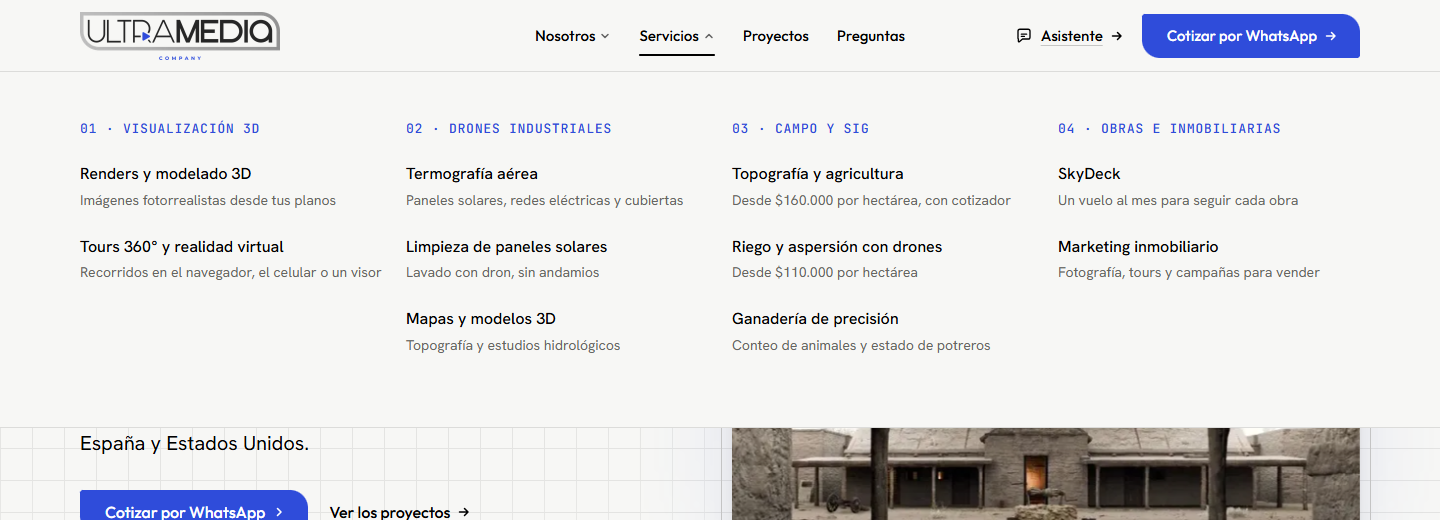 ULTRAMEDIA
COMPANY
Nosotros
Servicios
Proyectos
Preguntas
Asistente →
Cotizar por WhatsApp →
01 · VISUALIZACIÓN 3D
Renders y modelado 3D
Imágenes fotorrealistas desde tus planos
Tours 360° y realidad virtual
Recorridos en el navegador, el celular o un visor
02 · DRONES INDUSTRIALES
Termografía aérea
Paneles solares, redes eléctricas y cubiertas
Limpieza de paneles solares
Lavado con dron, sin andamios
Mapas y modelos 3D
Topografía y estudios hidrológicos
03 · CAMPO Y SIG
Topografía y agricultura
Desde $160.000 por hectárea, con cotizador
Riego y aspersión con drones
Desde $110.000 por hectárea
Ganadería de precisión
Conteo de animales y estado de potreros
04 · OBRAS E INMOBILIARIAS
SkyDeck
Un vuelo al mes para seguir cada obra
Marketing inmobiliario
Fotografía, tours y campañas para vender
España y Estados Unidos.
Cotizar por WhatsApp
Ver los proyectos →